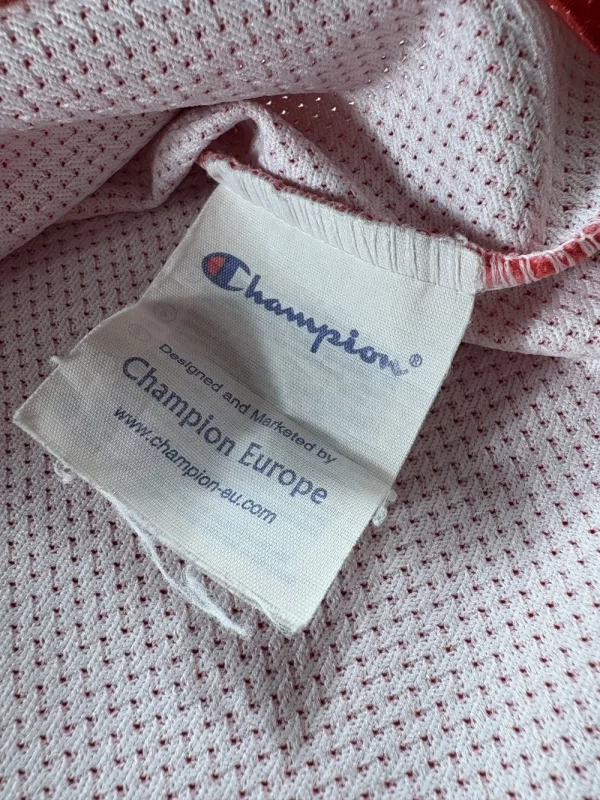 Champion®
Designed and Marketed by
Champion Europe
www.champion-eu.com